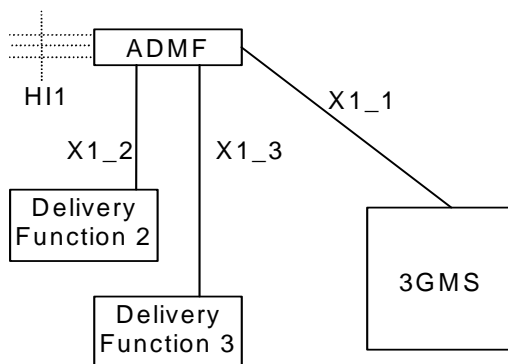 ADMF
HI1
X1_1
X1_2
X1_3
Delivery
Function 2
3GMS
Delivery
Function 3